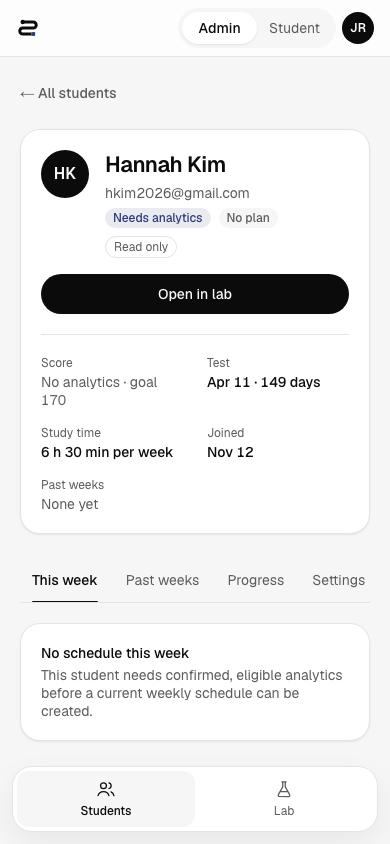 Admin
Student
JR
← All students
HK
Hannah Kim
hkim2026@gmail.com
Needs analytics
No plan
Read only
Open in lab
Score
No analytics · goal
170
Test
Apr 11 · 149 days
Study time
6 h 30 min per week
Joined
Nov 12
Past weeks
None yet
This week
Past weeks
Progress
Settings
No schedule this week
This student needs confirmed, eligible analytics
before a current weekly schedule can be
created.
Students
Lab